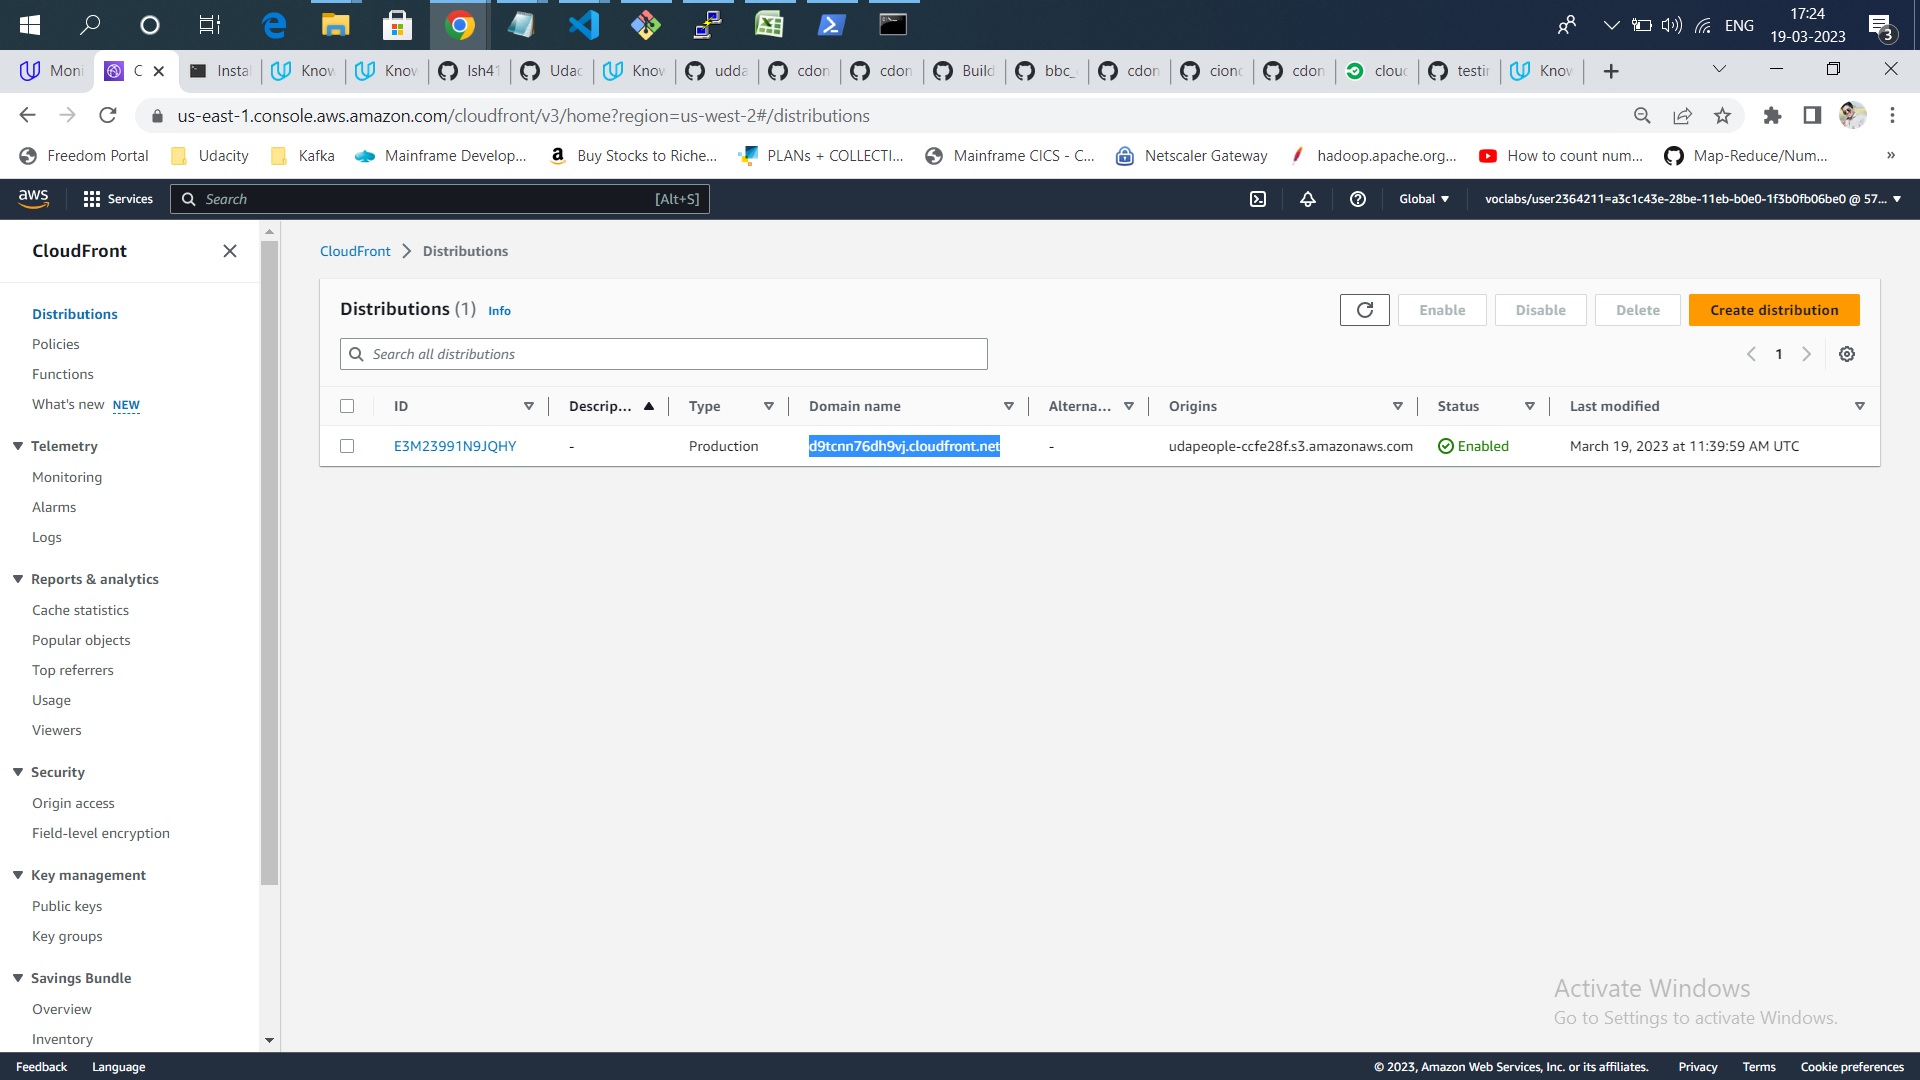 ENG
17:24
19-03-2023
3
Moni
C
Insta
Know
Know
Ish41
Udac
Know
udda
cdon
cdon
Build
bbc_
cdon
cionc
cdon
clouc
testin
Know
us-east-1.console.aws.amazon.com/cloudfront/v3/home?region=us-west-2#/distributions
Freedom Portal
Udacity
Kafka
Mainframe Develop...
Buy Stocks to Riche...
PLANs + COLLECTI...
Mainframe CICS - C...
Netscaler Gateway
hadoop.apache.org...
How to count num...
Map-Reduce/Num...
»
aws
Services
Search
[Alt+S]
Global
voclabs/user2364211=a3c1c43e-28be-11eb-b0e0-1f3b0fb06be0 @ 57...
CloudFront
Distributions
Policies
Functions
What's new NEW
Telemetry
Monitoring
Alarms
Logs
Reports & analytics
Cache statistics
Popular objects
Top referrers
Usage
Viewers
Security
Origin access
Field-level encryption
Key management
Public keys
Key groups
Savings Bundle
Overview
Inventory
CloudFront > Distributions
Distributions (1) Info
Enable
Disable
Delete
Create distribution
Search all distributions
1
ID
Descrip...
Type
Domain name
Alterna...
Origins
Status
Last modified
E3M23991N9JQHY
-
Production
d9tcnn76dh9vj.cloudfront.net
-
udapeople-ccfe28f.s3.amazonaws.com
Enabled
March 19, 2023 at 11:39:59 AM UTC
Activate Windows
Go to Settings to activate Windows.
Feedback
Language
© 2023, Amazon Web Services, Inc. or its affiliates.
Privacy
Terms
Cookie preferences